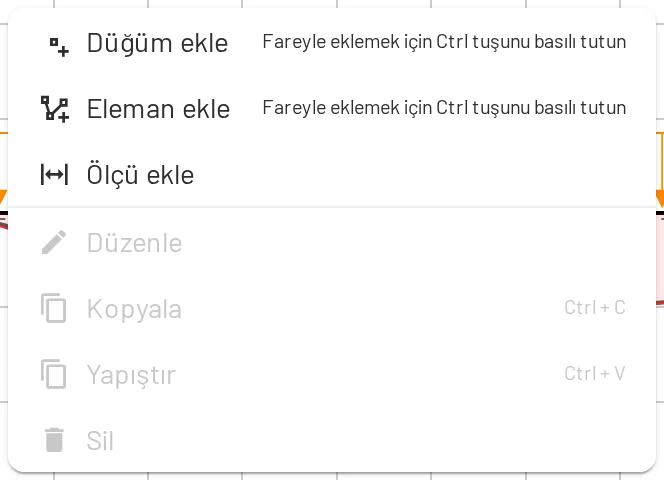 Düğüm ekle Fareyle eklemek için Ctrl tuşunu basılı tutun
Eleman ekle Fareyle eklemek için Ctrl tuşunu basılı tutun
Ölçü ekle
Düzenle
Kopyala Ctrl + C
Yapıştır Ctrl + V
Sil